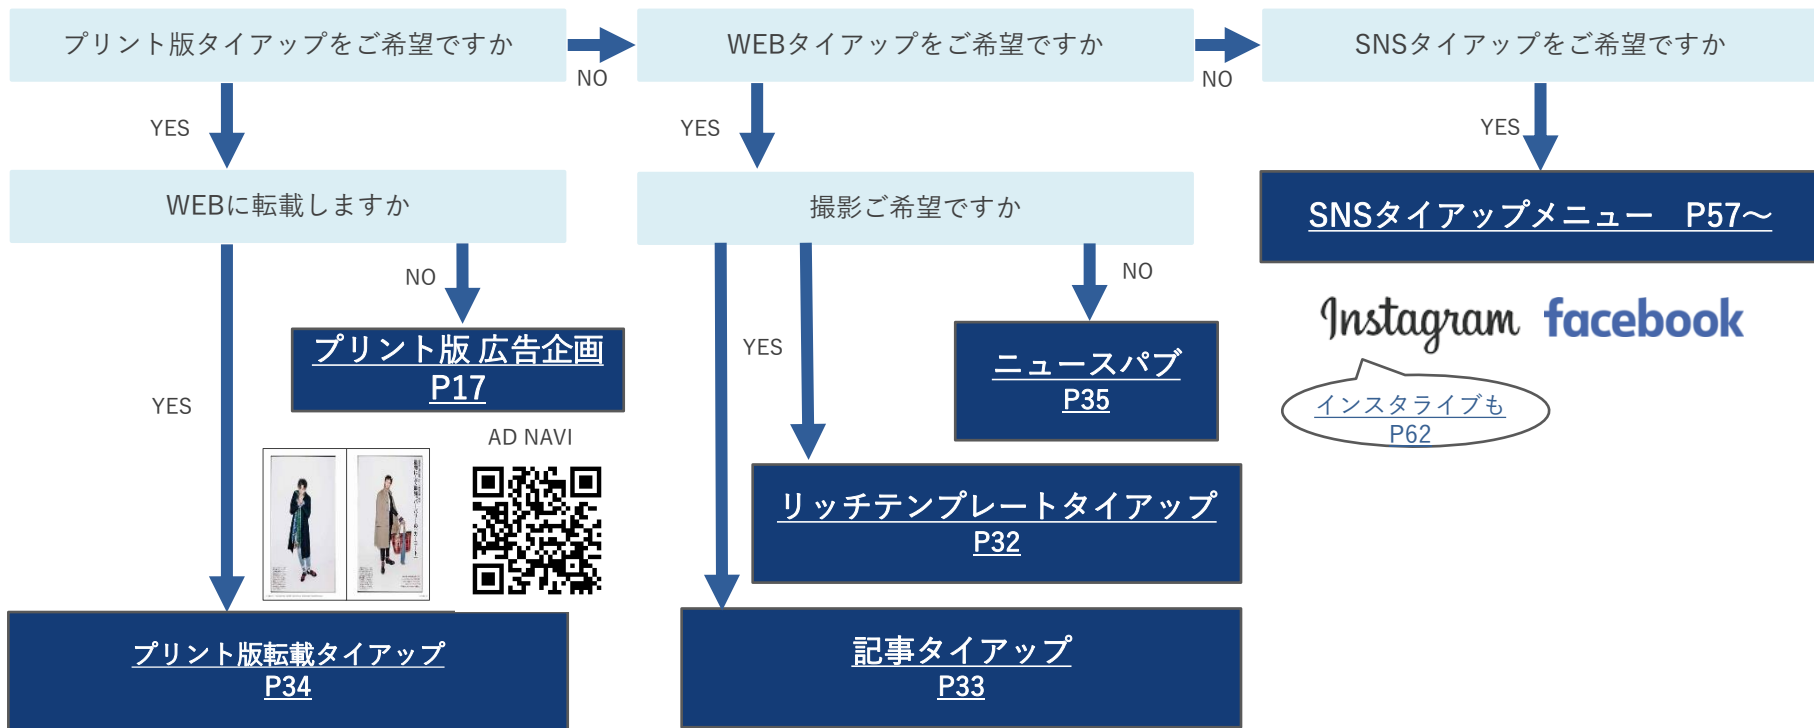 プリント版タイアップをご希望ですか
NO
WEBタイアップをご希望ですか
NO
SNSタイアップをご希望ですか
YES
YES
YES
WEBに転載しますか
撮影ご希望ですか
SNSタイアップメニュー　P57～
NO
NO
YES
YES
プリント版 広告企画
P17
ニュースパブ
P35
Instagram
facebook
インスタライブも
P62
AD NAVI
リッチテンプレートタイアップ
P32
プリント版転載タイアップ
P34
記事タイアップ
P33